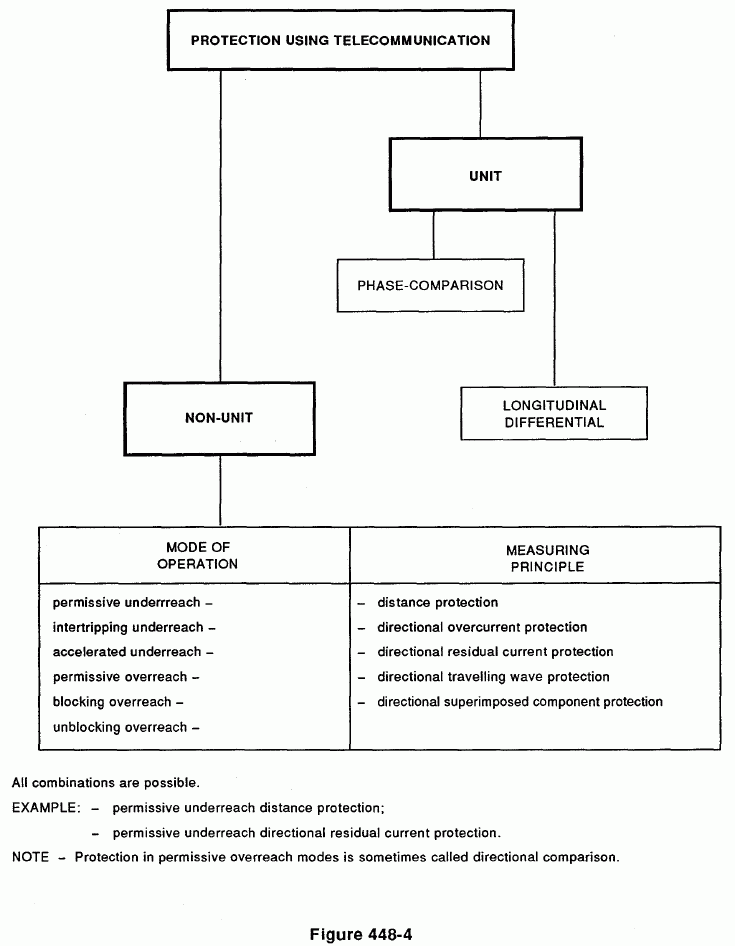 PROTECTION USING TELECOMMUNICATION
UNIT
PHASE-COMPARISON
NON-UNIT
LONGITUDINAL
DIFFERENTIAL
MODE OF
OPERATION
MEASURING
PRINCIPLE
permissive underrreach –
– distance protection
intertripping underreach –
– directional overcurrent protection
accelerated underreach –
– directional residual current protection
permissive overreach –
– directional travelling wave protection
blocking overreach –
– directional superimposed component protection
unblocking overreach –
All combinations are possible.
EXAMPLE: – permissive underreach distance protection;
– permissive underreach directional residual current protection.
NOTE – Protection in permissive overreach modes is sometimes called directional comparison.
Figure 448-4